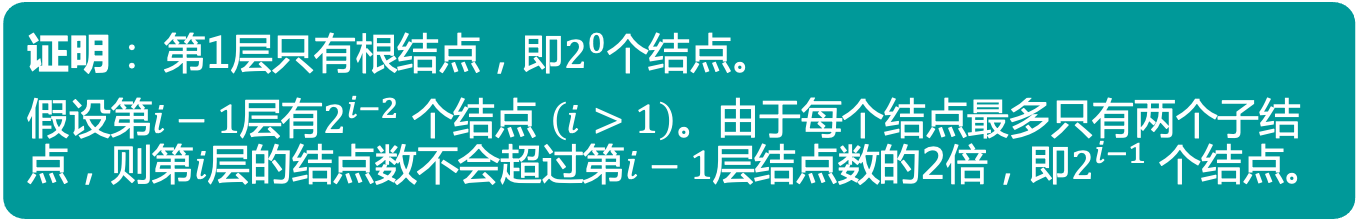 证明： 第1层只有根结点，即2⁰个结点。
假设第𝑖 − 1层有2ⁱ⁻² 个结点 (𝑖 > 1)。由于每个结点最多只有两个子结
点，则第𝑖层的结点数不会超过第𝑖 − 1层结点数的2倍，即2ⁱ⁻¹ 个结点。